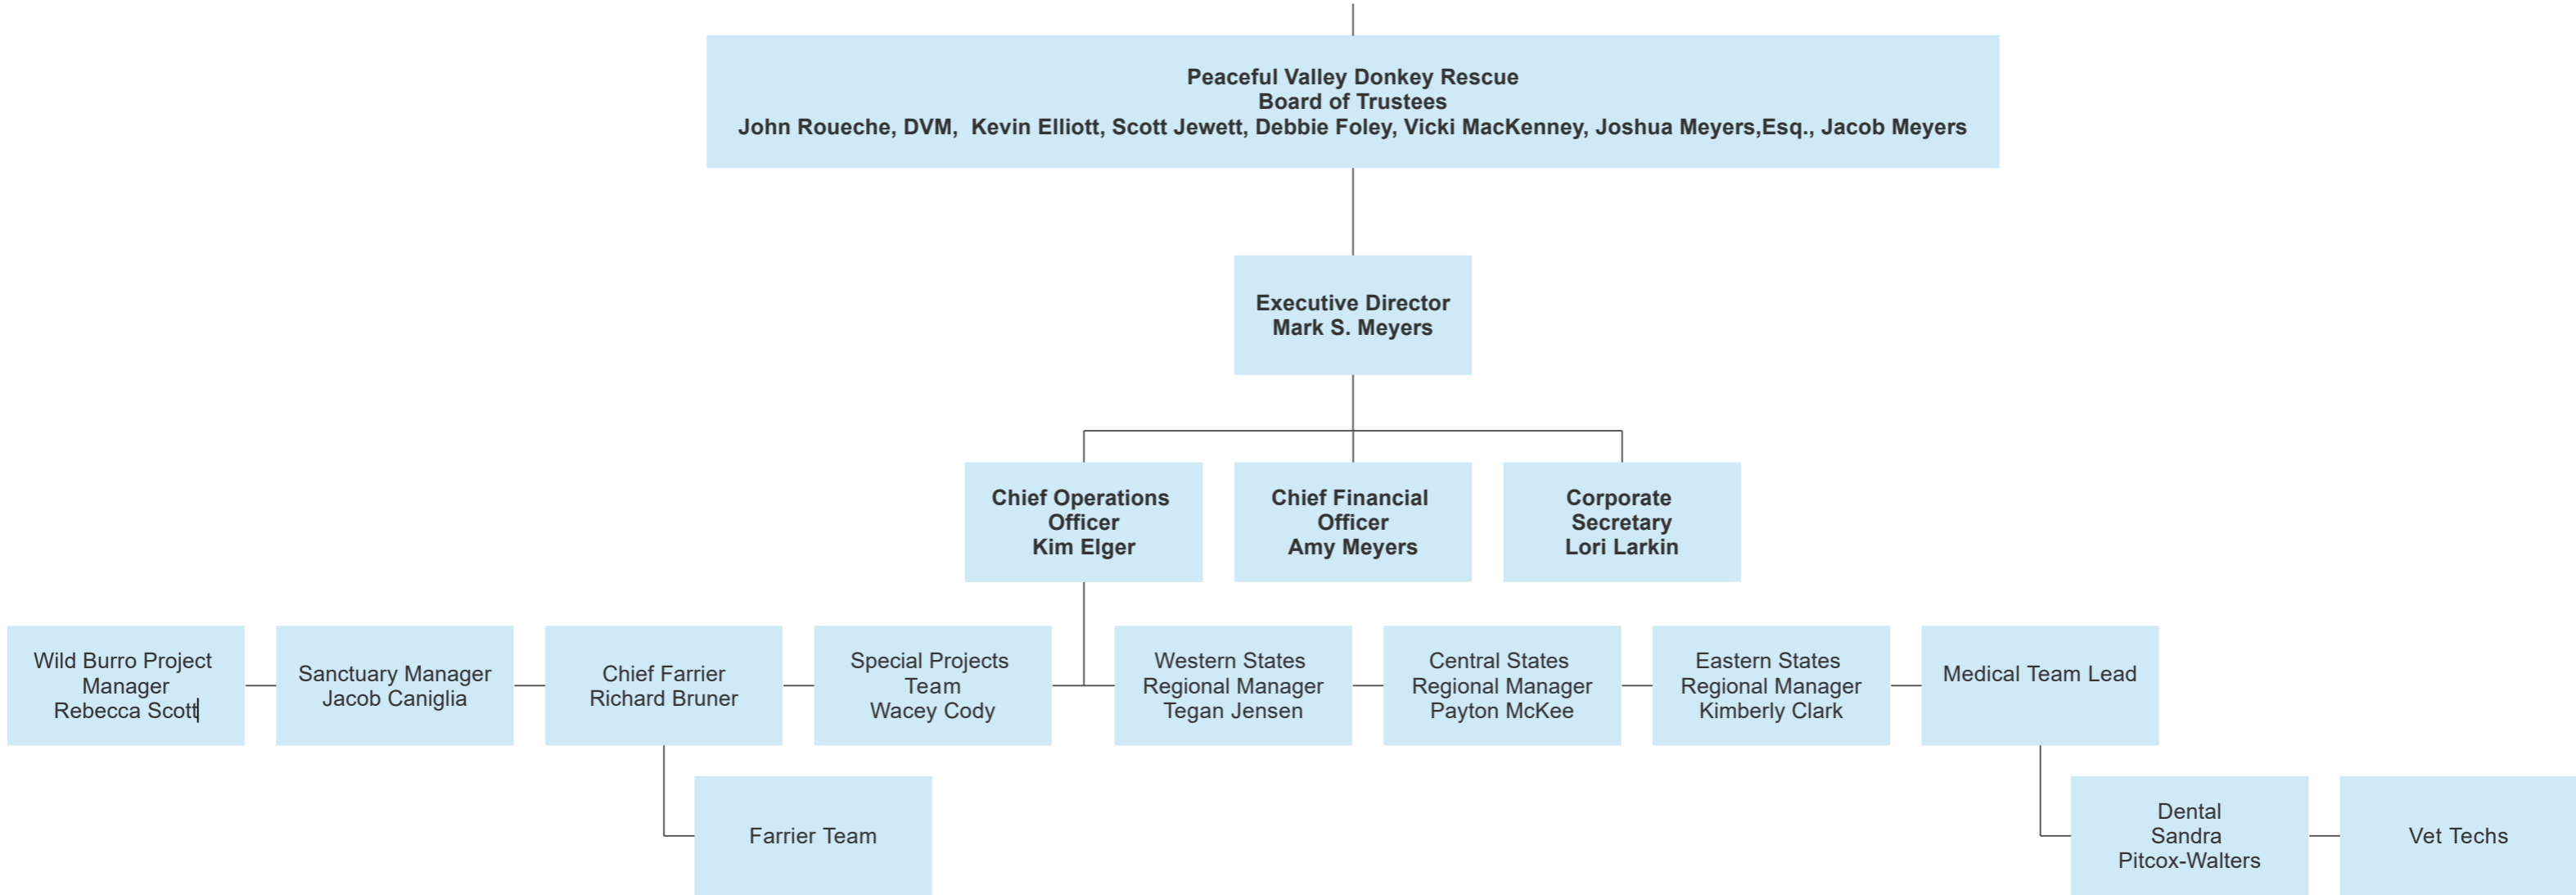 Peaceful Valley Donkey Rescue
Board of Trustees
John Roueche, DVM,  Kevin Elliott, Scott Jewett, Debbie Foley, Vicki MacKenney, Joshua Meyers,Esq., Jacob Meyers
Executive Director
Mark S. Meyers
Chief Operations
Officer
Kim Elger
Chief Financial
Officer
Amy Meyers
Corporate
Secretary
Lori Larkin
Wild Burro Project
Manager
Rebecca Scott
Sanctuary Manager
Jacob Caniglia
Chief Farrier
Richard Bruner
Special Projects
Team
Wacey Cody
Western States
Regional Manager
Tegan Jensen
Central States
Regional Manager
Payton McKee
Eastern States
Regional Manager
Kimberly Clark
Medical Team Lead
Farrier Team
Dental
Sandra
Pitcox-Walters
Vet Techs